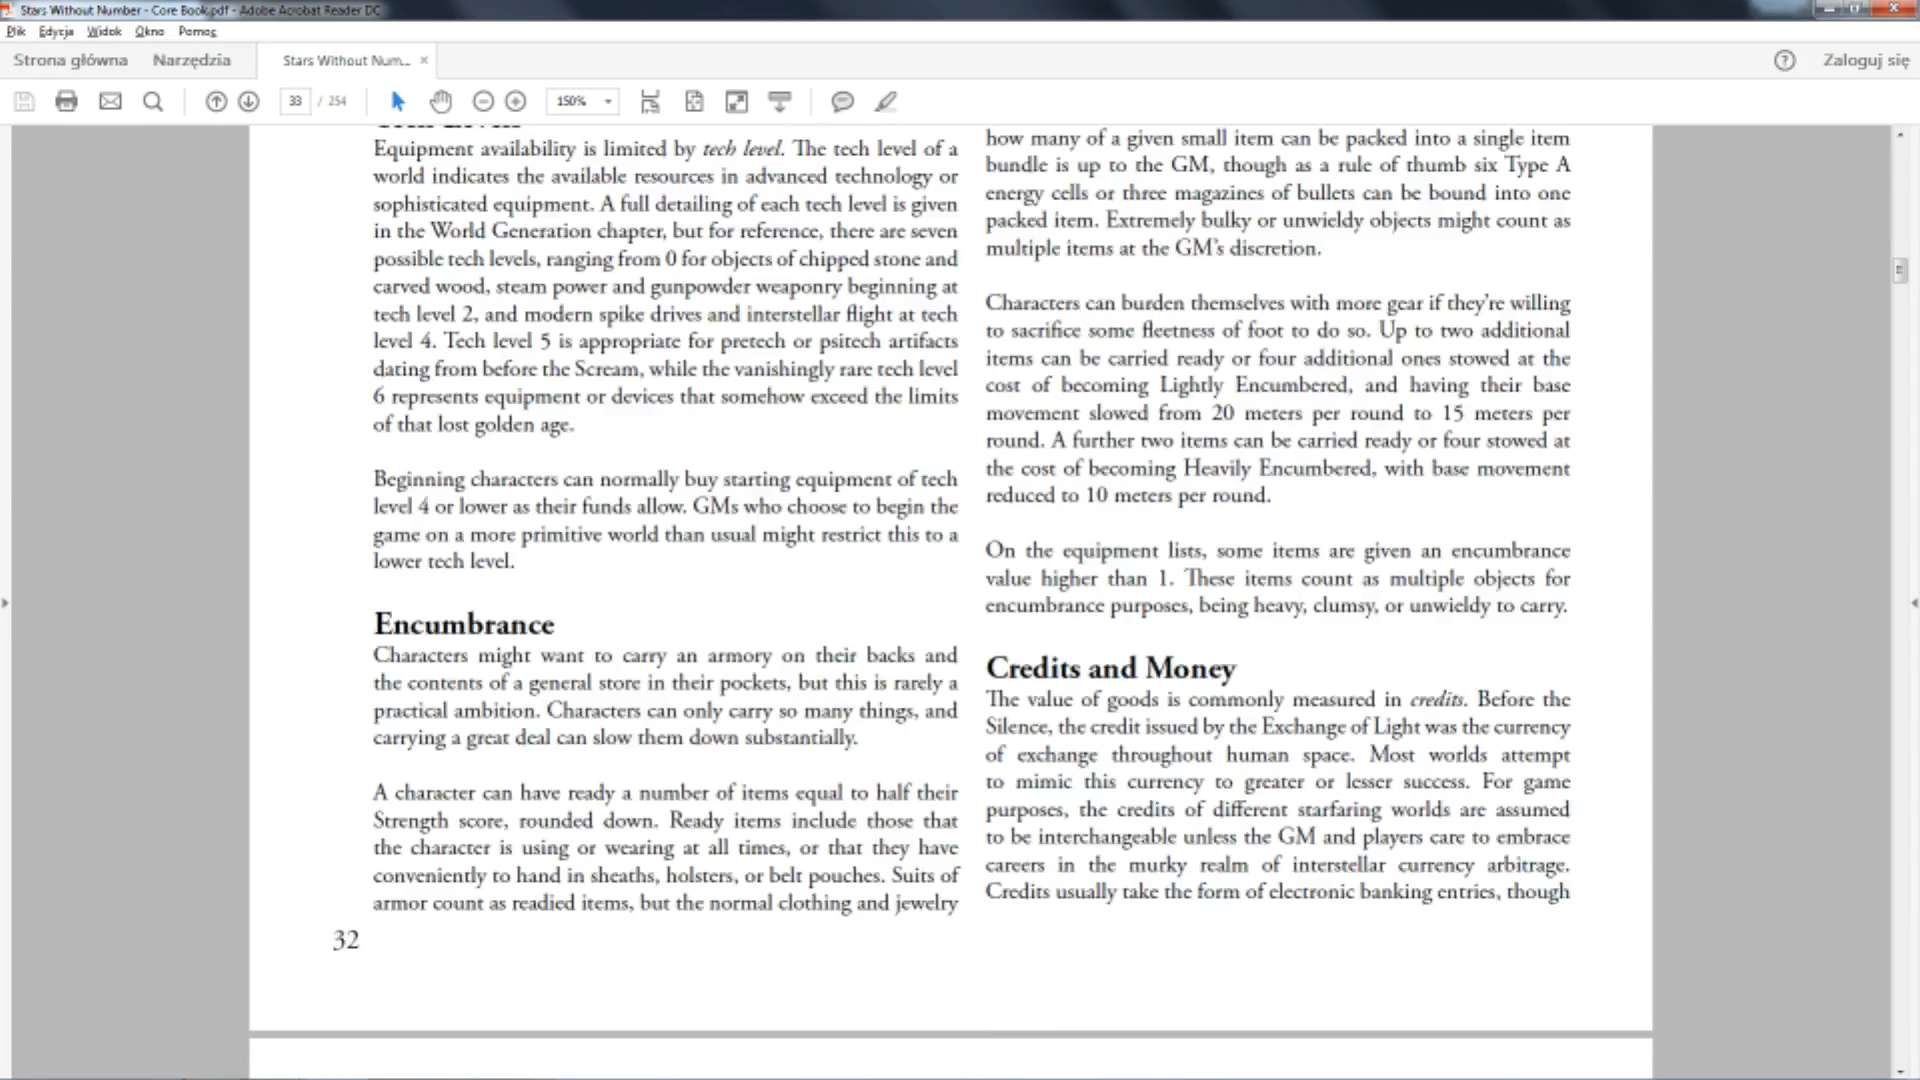 Stars Without Number - Core Book.pdf - Adobe Acrobat Reader DC
Plik Edycja Widok Okno Pomoc
Strona główna Narzędzia Stars Without Num... × Zaloguj się
33 / 254 150%
Equipment availability is limited by tech level. The tech level of a
world indicates the available resources in advanced technology or
sophisticated equipment. A full detailing of each tech level is given
in the World Generation chapter, but for reference, there are seven
possible tech levels, ranging from 0 for objects of chipped stone and
carved wood, steam power and gunpowder weaponry beginning at
tech level 2, and modern spike drives and interstellar flight at tech
level 4. Tech level 5 is appropriate for pretech or psitech artifacts
dating from before the Scream, while the vanishingly rare tech level
6 represents equipment or devices that somehow exceed the limits
of that lost golden age.
Beginning characters can normally buy starting equipment of tech
level 4 or lower as their funds allow. GMs who choose to begin the
game on a more primitive world than usual might restrict this to a
lower tech level.
Encumbrance
Characters might want to carry an armory on their backs and
the contents of a general store in their pockets, but this is rarely a
practical ambition. Characters can only carry so many things, and
carrying a great deal can slow them down substantially.
A character can have ready a number of items equal to half their
Strength score, rounded down. Ready items include those that
the character is using or wearing at all times, or that they have
conveniently to hand in sheaths, holsters, or belt pouches. Suits of
armor count as readied items, but the normal clothing and jewelry
32
how many of a given small item can be packed into a single item
bundle is up to the GM, though as a rule of thumb six Type A
energy cells or three magazines of bullets can be bound into one
packed item. Extremely bulky or unwieldy objects might count as
multiple items at the GM's discretion.
Characters can burden themselves with more gear if they're willing
to sacrifice some fleetness of foot to do so. Up to two additional
items can be carried ready or four additional ones stowed at the
cost of becoming Lightly Encumbered, and having their base
movement slowed from 20 meters per round to 15 meters per
round. A further two items can be carried ready or four stowed at
the cost of becoming Heavily Encumbered, with base movement
reduced to 10 meters per round.
On the equipment lists, some items are given an encumbrance
value higher than 1. These items count as multiple objects for
encumbrance purposes, being heavy, clumsy, or unwieldy to carry.
Credits and Money
The value of goods is commonly measured in credits. Before the
Silence, the credit issued by the Exchange of Light was the currency
of exchange throughout human space. Most worlds attempt
to mimic this currency to greater or lesser success. For game
purposes, the credits of different starfaring worlds are assumed
to be interchangeable unless the GM and players care to embrace
careers in the murky realm of interstellar currency arbitrage.
Credits usually take the form of electronic banking entries, though